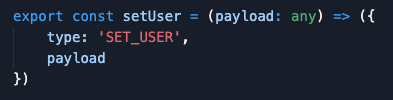 export const setUser = (payload: any) => ({
    type: 'SET_USER',
    payload
})